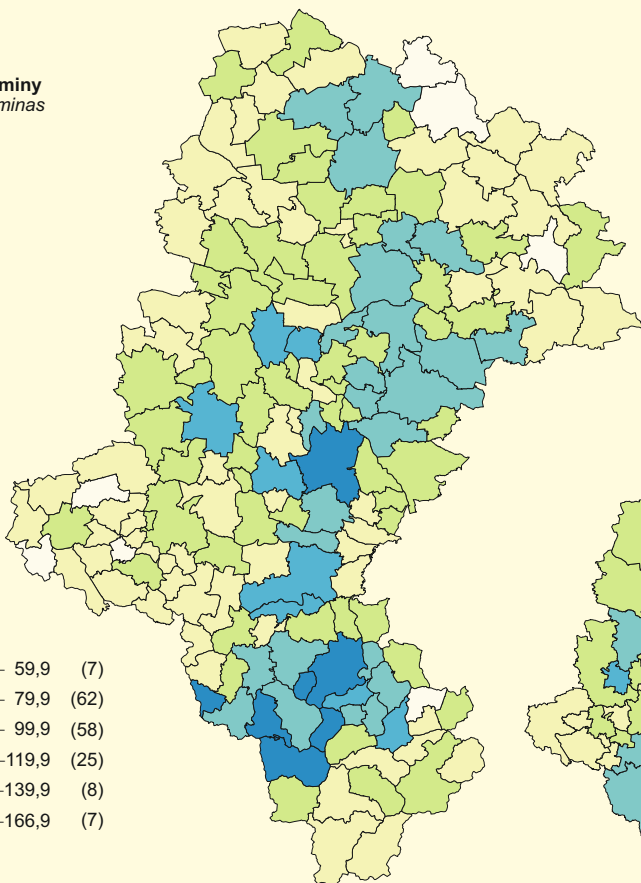 miny
minas
– 59,9 (7)
– 79,9 (62)
– 99,9 (58)
–119,9 (25)
–139,9 (8)
–166,9 (7)